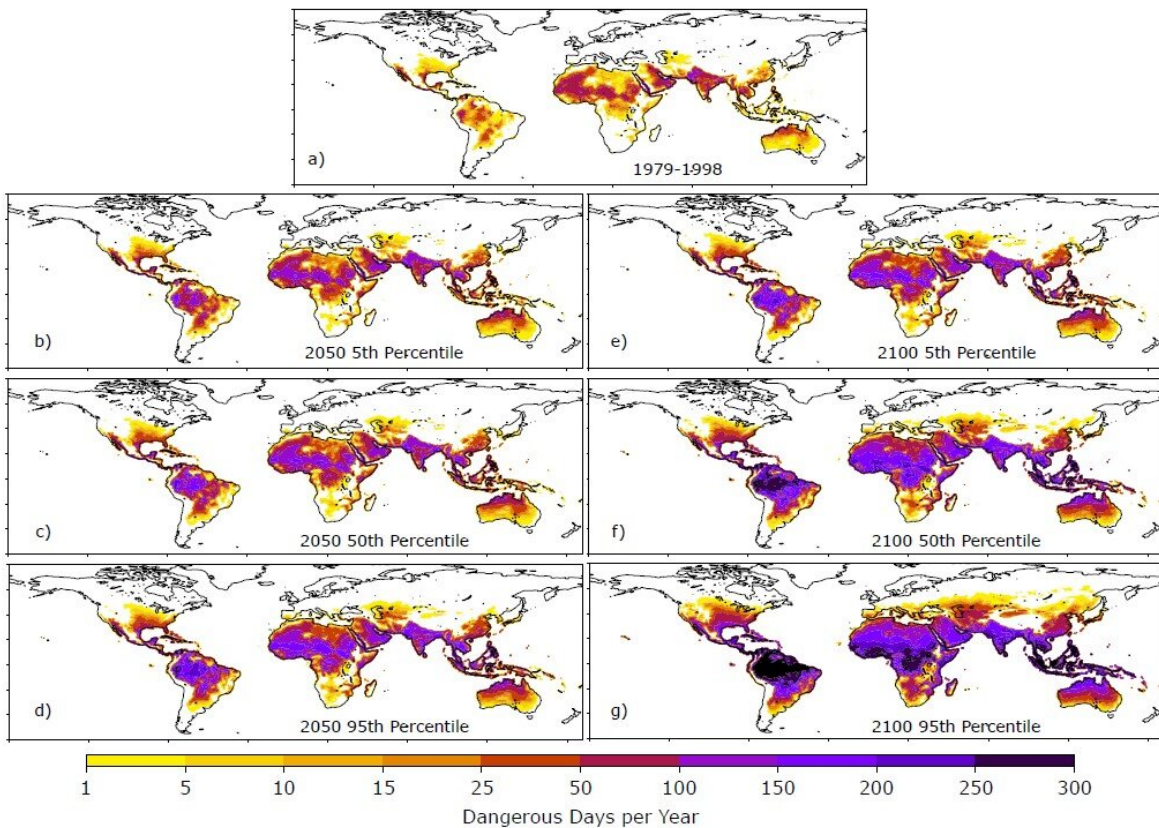 a)
1979-1998
b)
2050 5th Percentile
e)
2100 5th Percentile
c)
2050 50th Percentile
f)
2100 50th Percentile
d)
2050 95th Percentile
g)
2100 95th Percentile
1 5 10 15 25 50 100 150 200 250 300
Dangerous Days per Year